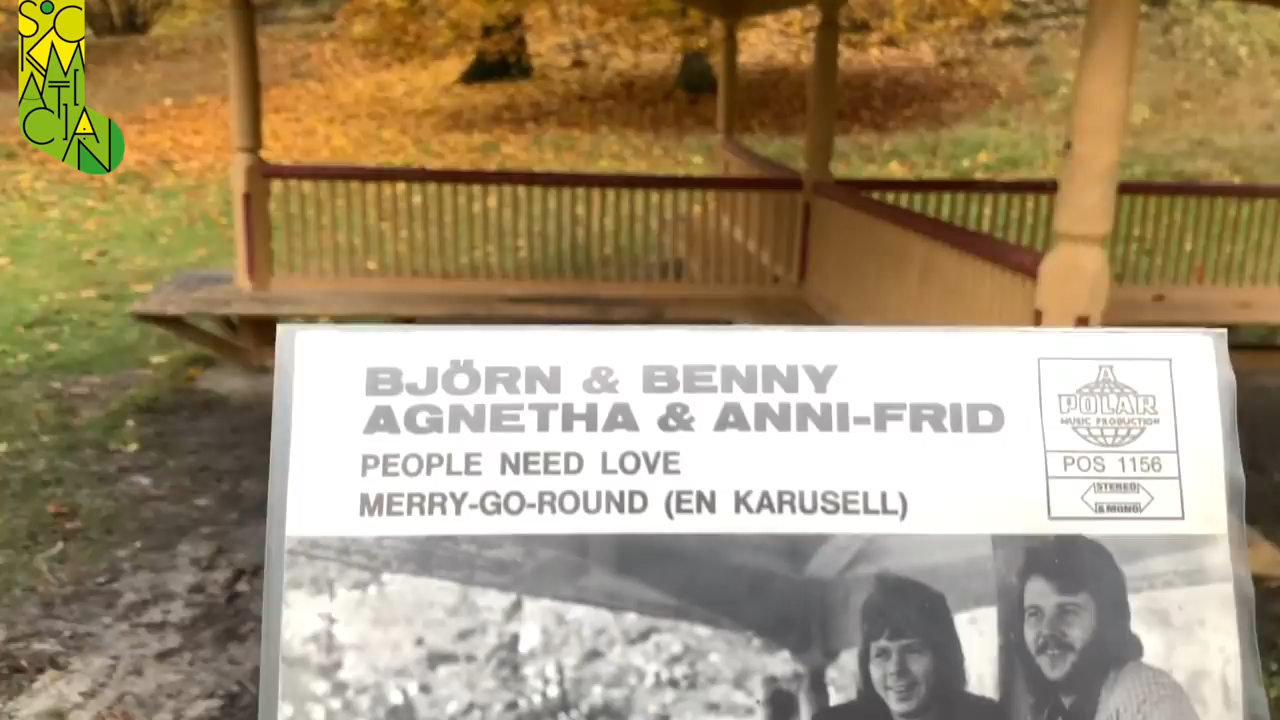 SOCKMATICIAN
BJÖRN & BENNY
AGNETHA & ANNI-FRID
PEOPLE NEED LOVE
MERRY-GO-ROUND (EN KARUSELL)
A
POLAR
MUSIC PRODUCTION
POS 1156
STEREO
& MONO